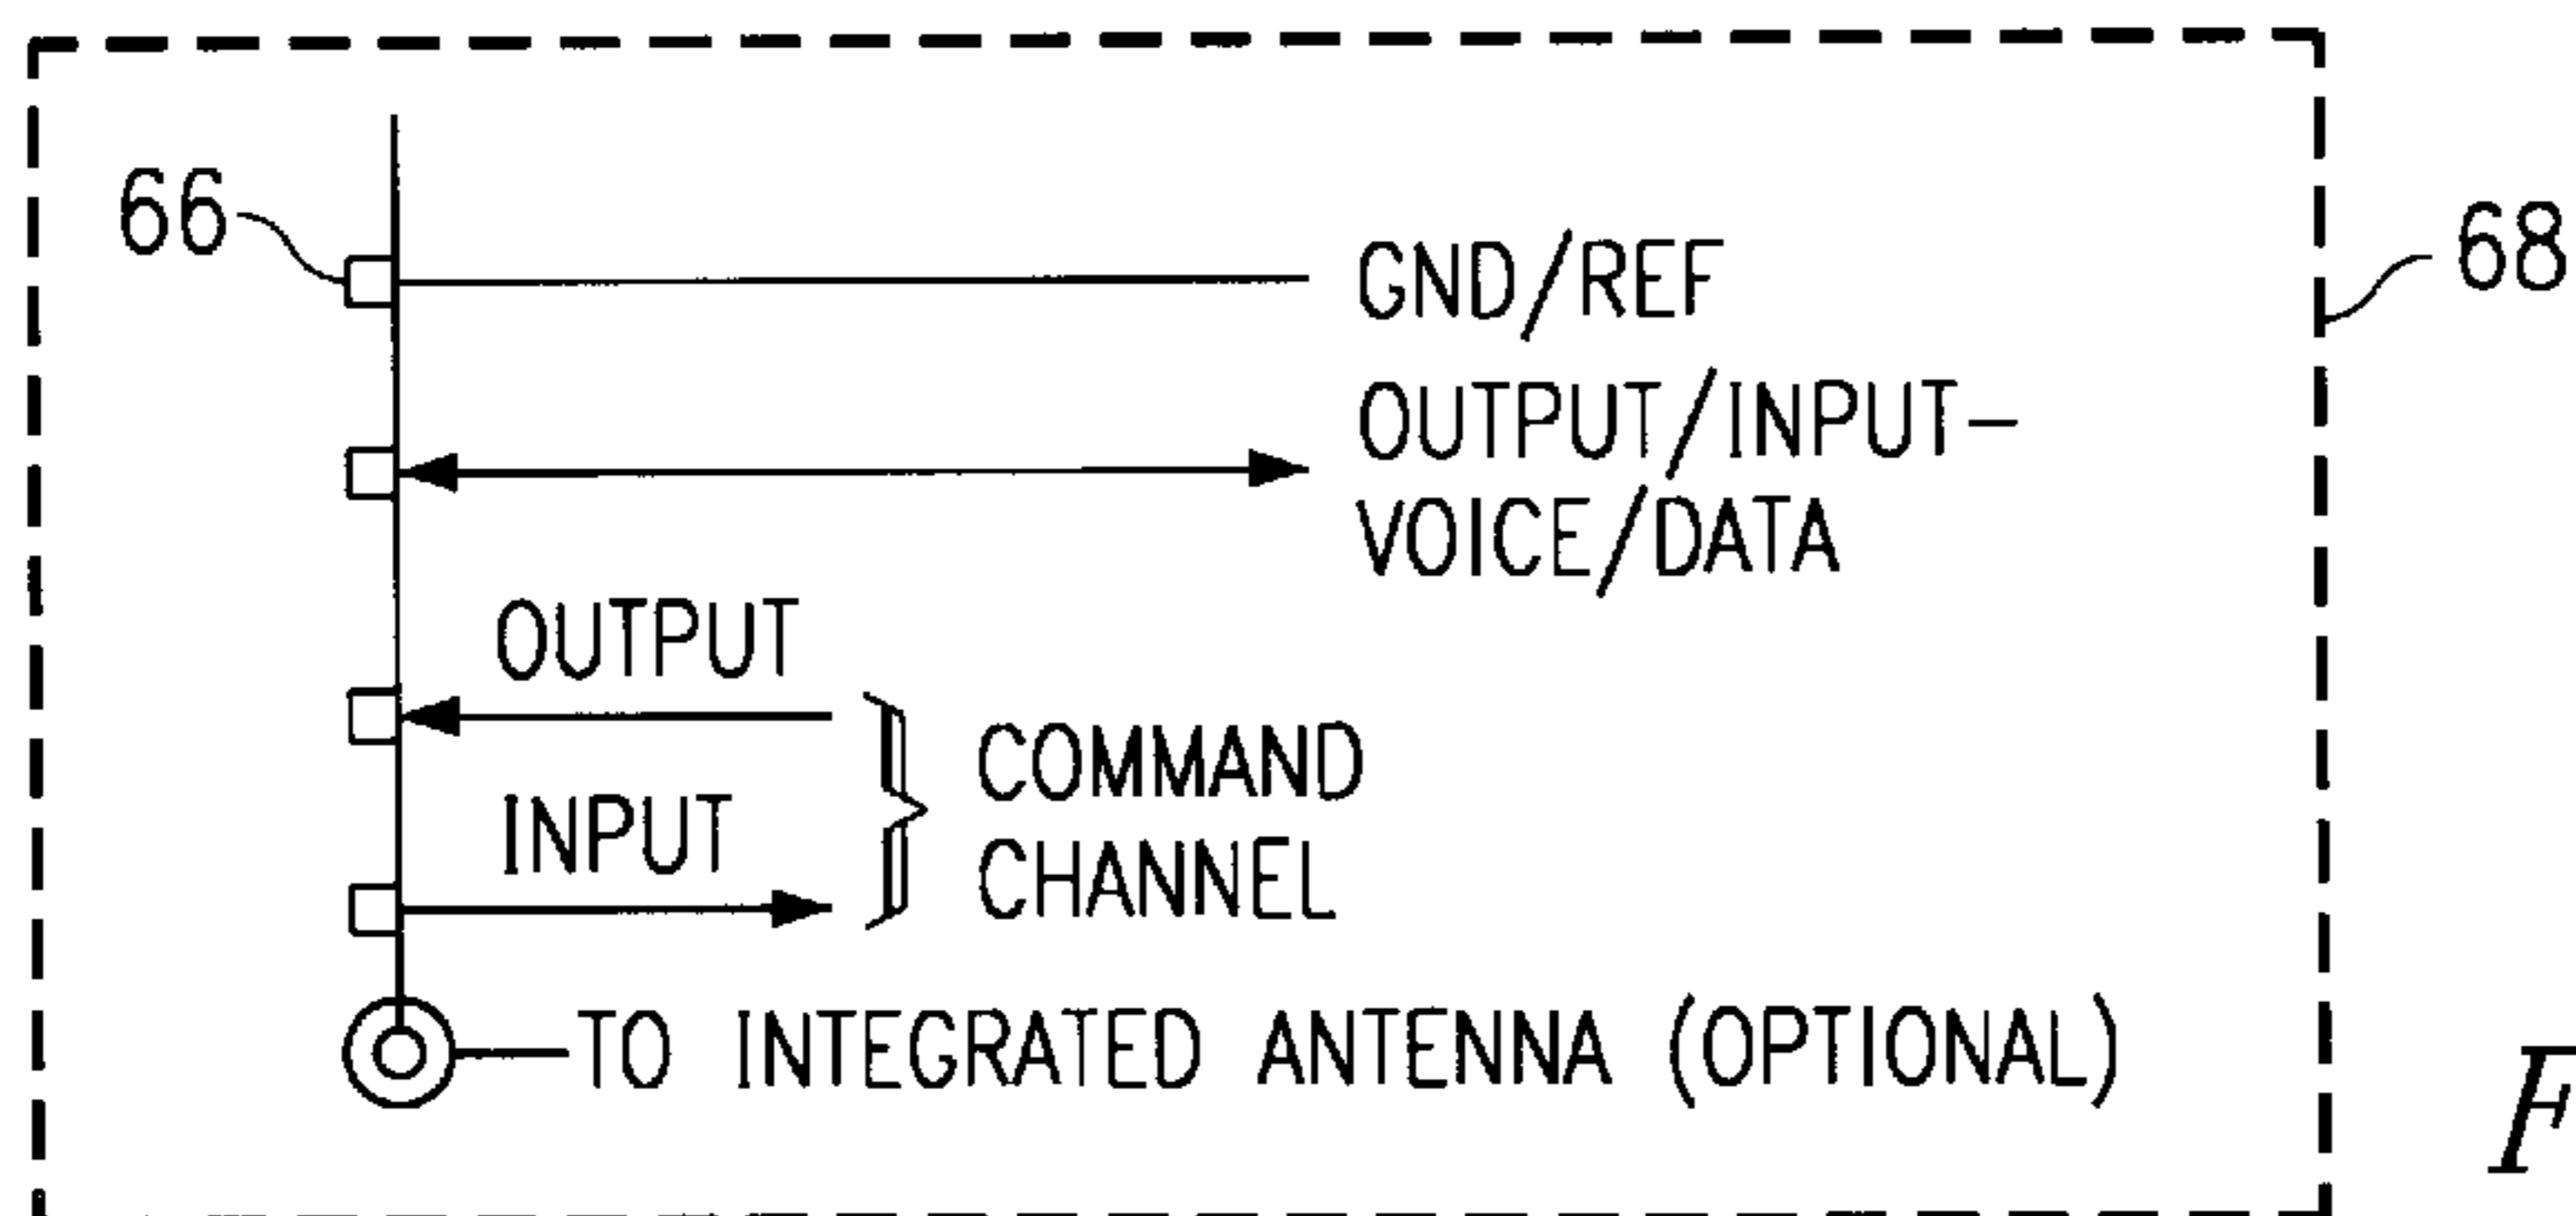 66
GND/REF
68
OUTPUT/INPUT-
VOICE/DATA
OUTPUT
INPUT
COMMAND
CHANNEL
TO INTEGRATED ANTENNA (OPTIONAL)
F